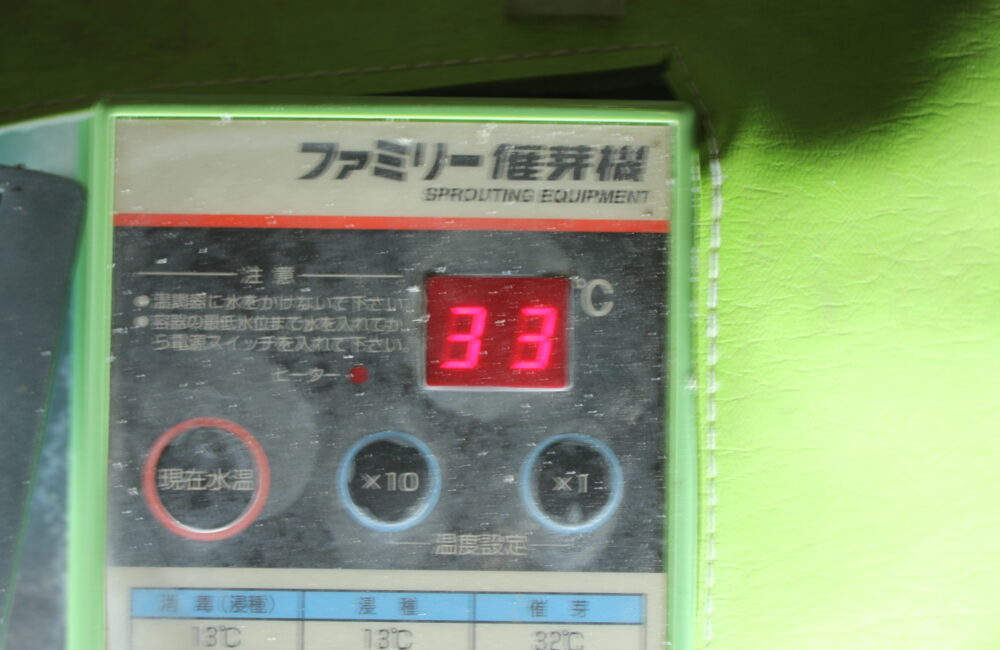 ファミリー催芽機
SPROUTING EQUIPMENT
注意
●温調器に水をかけないで下さい。
●容器の最低水位まで水を入れてか
ら電源スイッチを入れて下さい。
33℃
ヒーター
現在水温
×10
×1
温度設定
消毒(浸種) 浸種 催芽
13℃ 13℃ 32℃